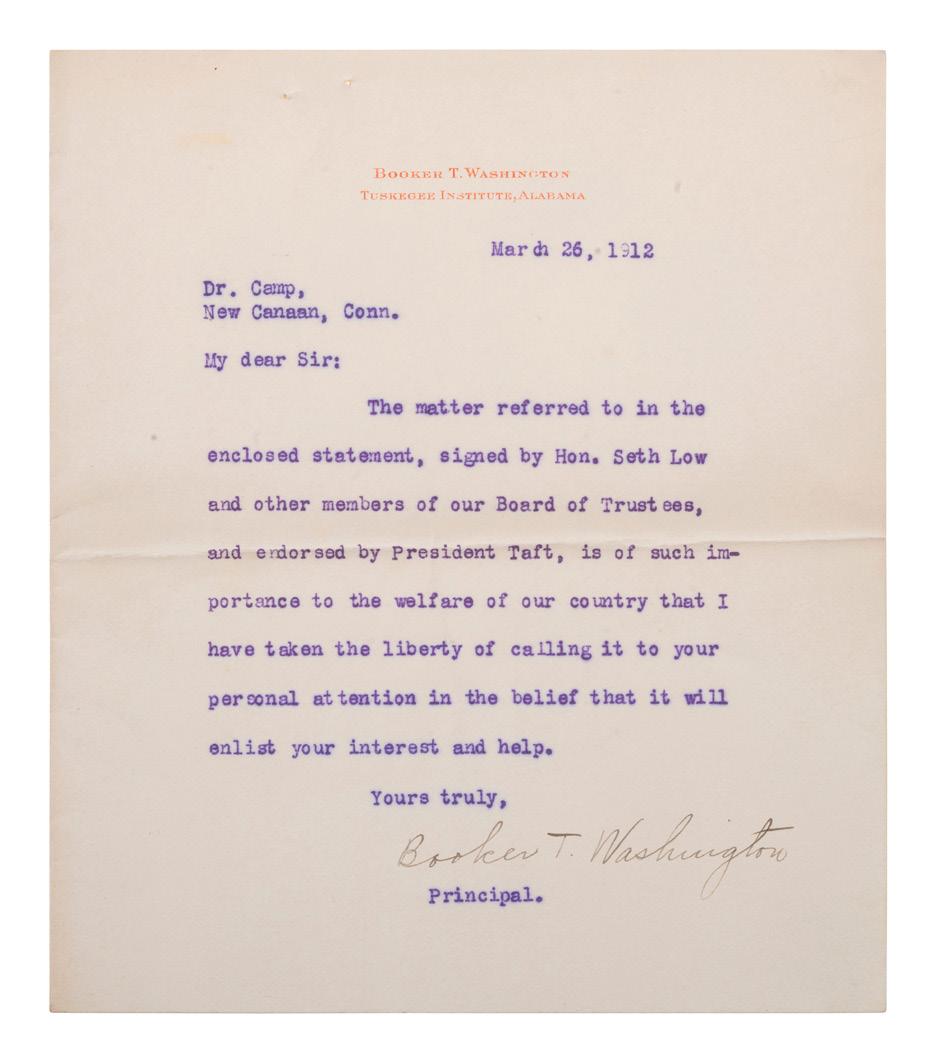 BOOKER T. WASHINGTON
TUSKEGEE INSTITUTE, ALABAMA
March 26, 1912
Dr. Camp,
New Canaan, Conn.
My dear Sir:
The matter referred to in the
enclosed statement, signed by Hon. Seth Low
and other members of our Board of Trustees,
and endorsed by President Taft, is of such im-
portance to the welfare of our country that I
have taken the liberty of calling it to your
personal attention in the belief that it will
enlist your interest and help.
Yours truly,
Booker T. Washington
Principal.